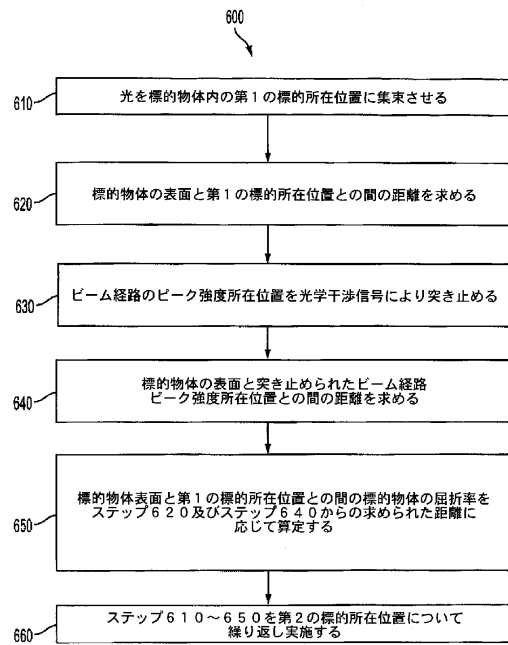 600
610
光を標的物体内の第1の標的所在位置に集束させる
620
標的物体の表面と第1の標的所在位置との間の距離を求める
630
ビーム経路のピーク強度所在位置を光学干渉信号により突き止める
640
標的物体の表面と突き止められたビーム経路
ピーク強度所在位置との間の距離を求める
650
標的物体表面と第1の標的所在位置との間の標的物体の屈折率を
ステップ620及びステップ640からの求められた距離に
応じて算定する
660
ステップ610~650を第2の標的所在位置について
繰り返し実施する